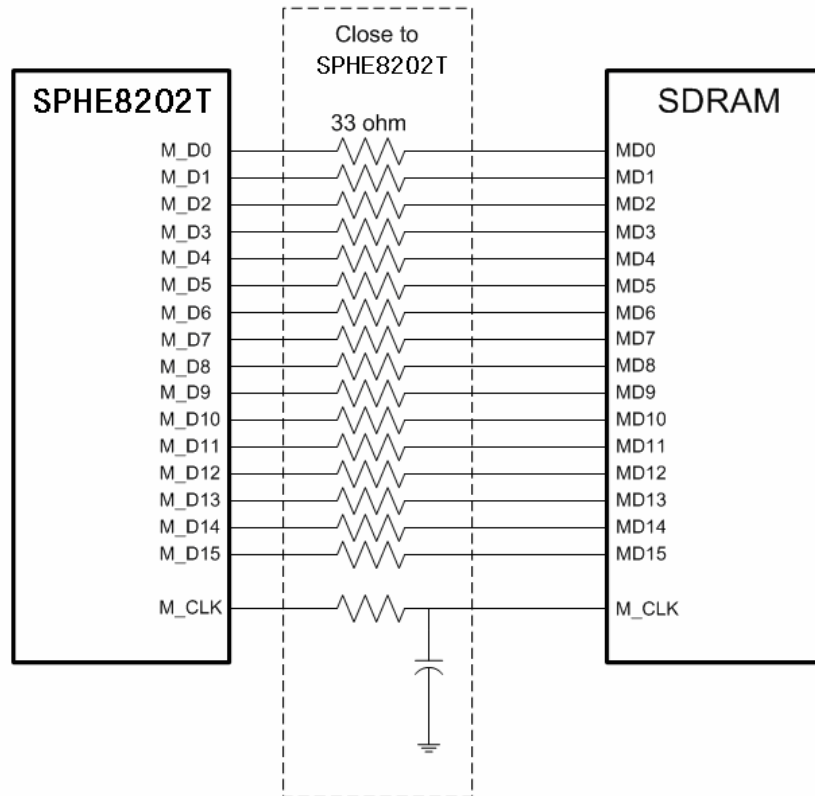 Close to
SPHE8202T
SPHE8202T
SDRAM
33 ohm
M_D0
MD0
M_D1
MD1
M_D2
MD2
M_D3
MD3
M_D4
MD4
M_D5
MD5
M_D6
MD6
M_D7
MD7
M_D8
MD8
M_D9
MD9
M_D10
MD10
M_D11
MD11
M_D12
MD12
M_D13
MD13
M_D14
MD14
M_D15
MD15
M_CLK
M_CLK